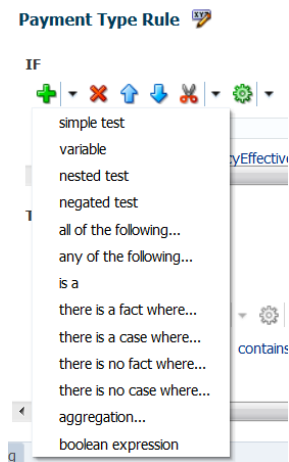 Payment Type Rule
IF
simple test
variable
nested test
negated test
all of the following...
any of the following...
is a
there is a fact where...
there is a case where...
there is no fact where...
there is no case where...
aggregation...
boolean expression
contains